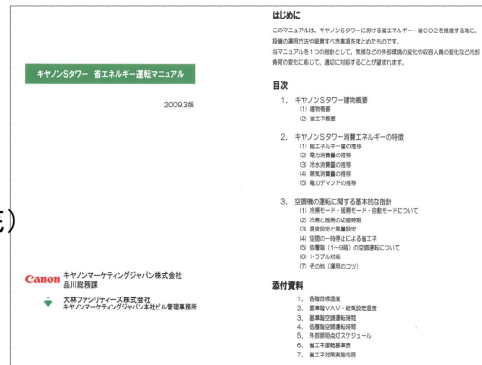 はじめに
このマニュアルは、キヤノンSタワーにおける省エネルギー・省CO2を推進する為に、
設備の運用方法や留意すべき事項をまとめたものです。
当マニュアルを1つの指針として、気候などの外部環境の変化や収容人員の変化など内部
負荷の変化に応じて、適切に対応することが望まれます。
キヤノンSタワー 省エネルギー運転マニュアル
2009.3版
目次
1. キヤノンSタワー建物概要
(1) 建物概要
(2) 省エネ概要
2. キヤノンSタワー消費エネルギーの特徴
(1) 総エネルギー量の推移
(2) 電力消費量の推移
(3) 冷水消費量の推移
(4) 蒸気消費量の推移
(5) 電力デマンドの推移
3. 空調機の運転に関する基本的な指針
(1) 冷房モード・暖房モード・自動モードについて
(2) 冷房と暖房の切替時期
(3) 温度設定と風量設定
(4) 空調の一時停止による省エネ
(5) 低層階(1~9階)の空調運転について
(6) トラブル対応
(7) その他(運用のコツ)
)
Canon キヤノンマーケティングジャパン株式会社
品川総務課
大林ファシリティーズ株式会社
キヤノンマーケティングジャパン本社ビル管理事務所
添付資料
1. 各階目標温度
2. 基準階VAV・給気設定温度
3. 基準階空調運転時間
4. 低層階空調運転時間
5. 外部照明点灯スケジュール
6. 省エネ運転基準表
7. 省エネ対策実施内容